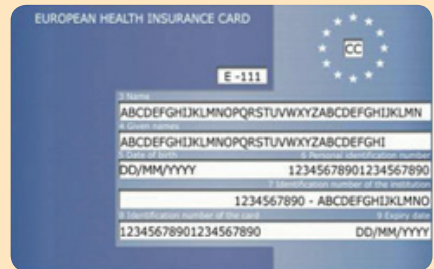 EUROPEAN HEALTH INSURANCE CARD
CC
E -111
3 Name
ABCDEFGHIJKLMNOPQRSTUVWXYZABCDEFGHIJKLMN
4 Given names
ABCDEFGHIJKLMNOPQRSTUVWXYZABCDEFGHI
5 Date of birth 6 Personal identification number
DD/MM/YYYY 12345678901234567890
7 Identification number of the institution
1234567890 - ABCDEFGHIJKLMNO
8 Identification number of the card 9 Expiry date
12345678901234567890 DD/MM/YYYY